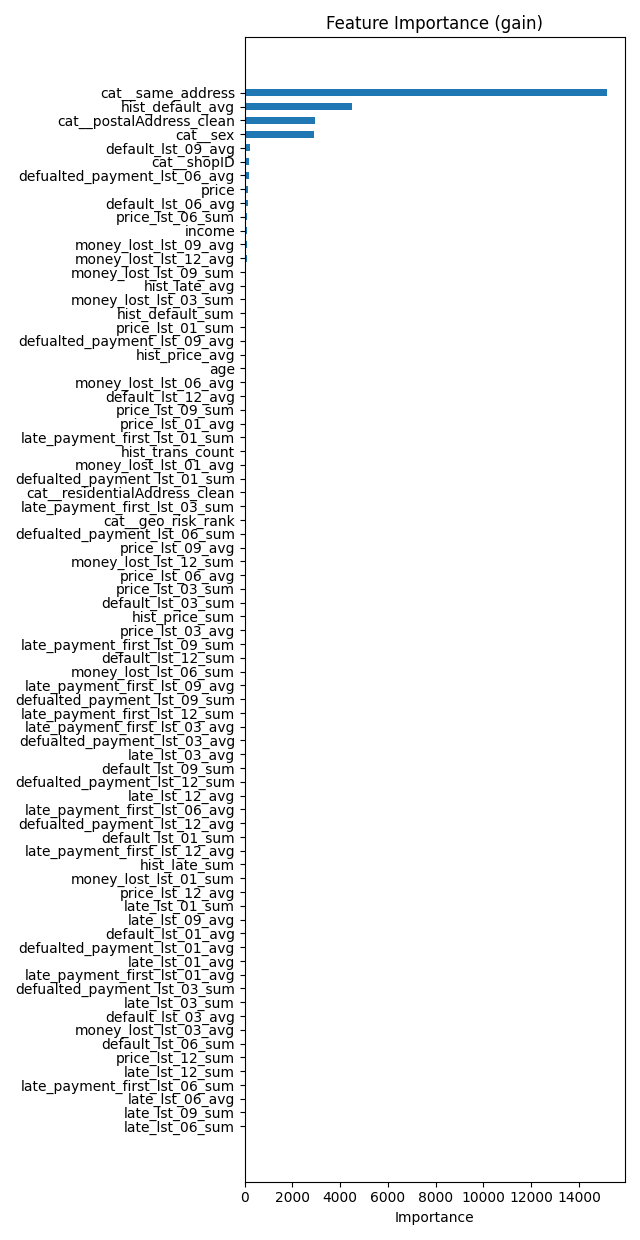 Feature Importance (gain)
cat__same_address
hist_default_avg
cat__postalAddress_clean
cat__sex
default_lst_09_avg
cat__shopID
defualted_payment_lst_06_avg
price
default_lst_06_avg
price_lst_06_sum
income
money_lost_lst_09_avg
money_lost_lst_12_avg
money_lost_lst_09_sum
hist_late_avg
money_lost_lst_03_sum
hist_default_sum
price_lst_01_sum
defualted_payment_lst_09_avg
hist_price_avg
age
money_lost_lst_06_avg
default_lst_12_avg
price_lst_09_sum
price_lst_01_avg
late_payment_first_lst_01_sum
hist_trans_count
money_lost_lst_01_avg
defualted_payment_lst_01_sum
cat__residentialAddress_clean
late_payment_first_lst_03_sum
cat__geo_risk_rank
defualted_payment_lst_06_sum
price_lst_09_avg
money_lost_lst_12_sum
price_lst_06_avg
price_lst_03_sum
default_lst_03_sum
hist_price_sum
price_lst_03_avg
late_payment_first_lst_09_sum
default_lst_12_sum
money_lost_lst_06_sum
late_payment_first_lst_09_avg
defualted_payment_lst_09_sum
late_payment_first_lst_12_sum
late_payment_first_lst_03_avg
defualted_payment_lst_03_avg
late_lst_03_avg
default_lst_09_sum
defualted_payment_lst_12_sum
late_lst_12_avg
late_payment_first_lst_06_avg
defualted_payment_lst_12_avg
default_lst_01_sum
late_payment_first_lst_12_avg
hist_late_sum
money_lost_lst_01_sum
price_lst_12_avg
late_lst_01_sum
late_lst_09_avg
default_lst_01_avg
defualted_payment_lst_01_avg
late_lst_01_avg
late_payment_first_lst_01_avg
defualted_payment_lst_03_sum
late_lst_03_sum
default_lst_03_avg
money_lost_lst_03_avg
default_lst_06_sum
price_lst_12_sum
late_lst_12_sum
late_payment_first_lst_06_sum
late_lst_06_avg
late_lst_09_sum
late_lst_06_sum
0 2000 4000 6000 8000 10000 12000 14000
Importance